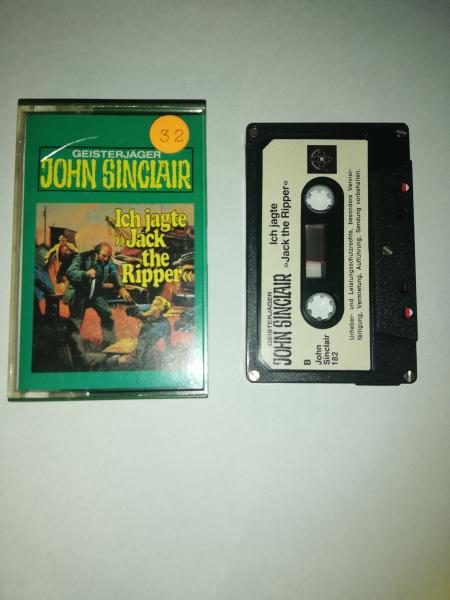 32
GEISTERJÄGER
JOHN SINCLAIR
Ich jagte
»Jack
the
Ripper«
Ich jagte
»Jack the Ripper«
GEISTERJÄGER
JOHN SINCLAIR
B
John
Sinclair
182
Urheber- und Leistungsschutzrechte, besonders Verviel-
fältigung, Vermietung, Aufführung, Sendung vorbehalten.